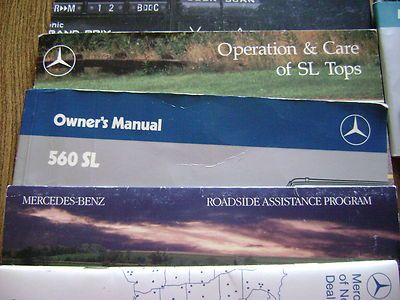 Operation & Care
of SL Tops
Owner's Manual
560 SL
MERCEDES-BENZ ROADSIDE ASSISTANCE PROGRAM